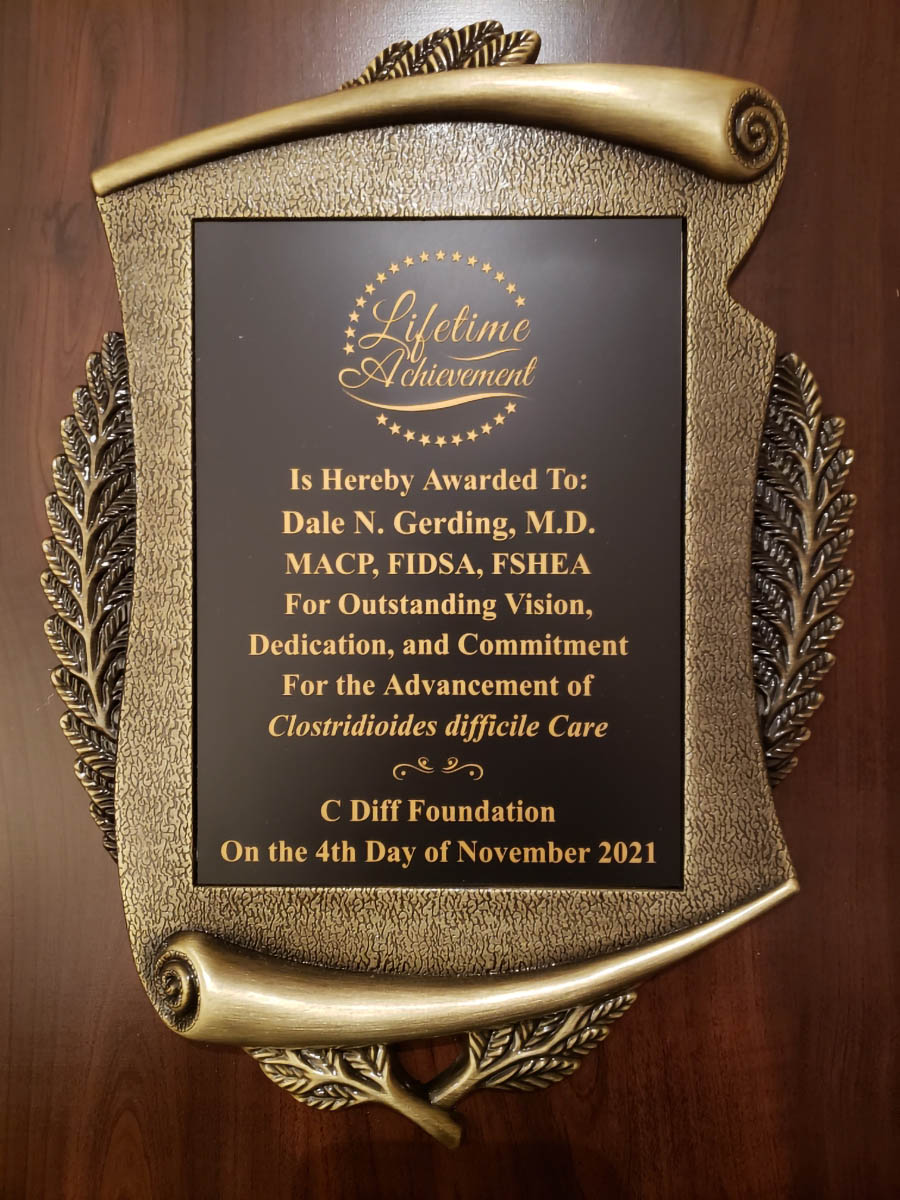 Lifetime
Achievement
Is Hereby Awarded To:
Dale N. Gerding, M.D.
MACP, FIDSA, FSHEA
For Outstanding Vision,
Dedication, and Commitment
For the Advancement of
Clostridioides difficile Care
C Diff Foundation
On the 4th Day of November 2021